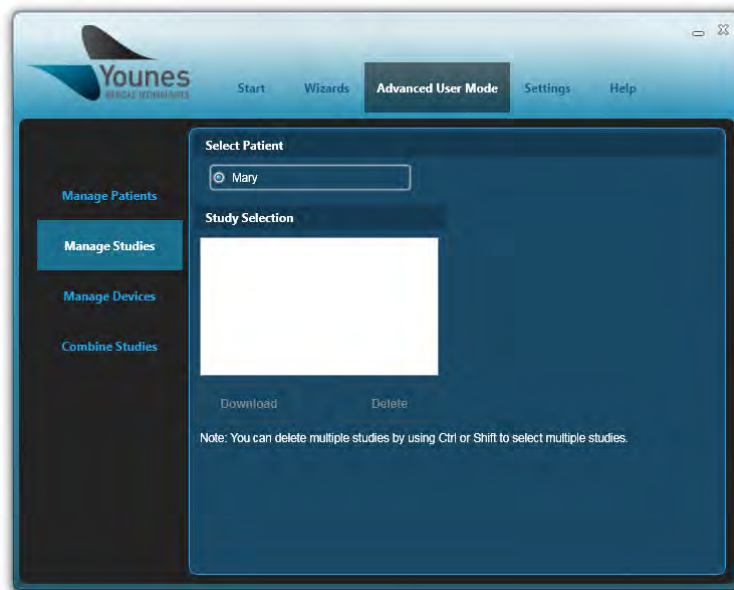 Younes
MEDICAL TECHNOLOGIES
Start Wizards Advanced User Mode Settings Help
Select Patient
Mary
Manage Patients
Study Selection
Manage Studies
Manage Devices
Combine Studies
Download Delete
Note: You can delete multiple studies by using Ctrl or Shift to select multiple studies.